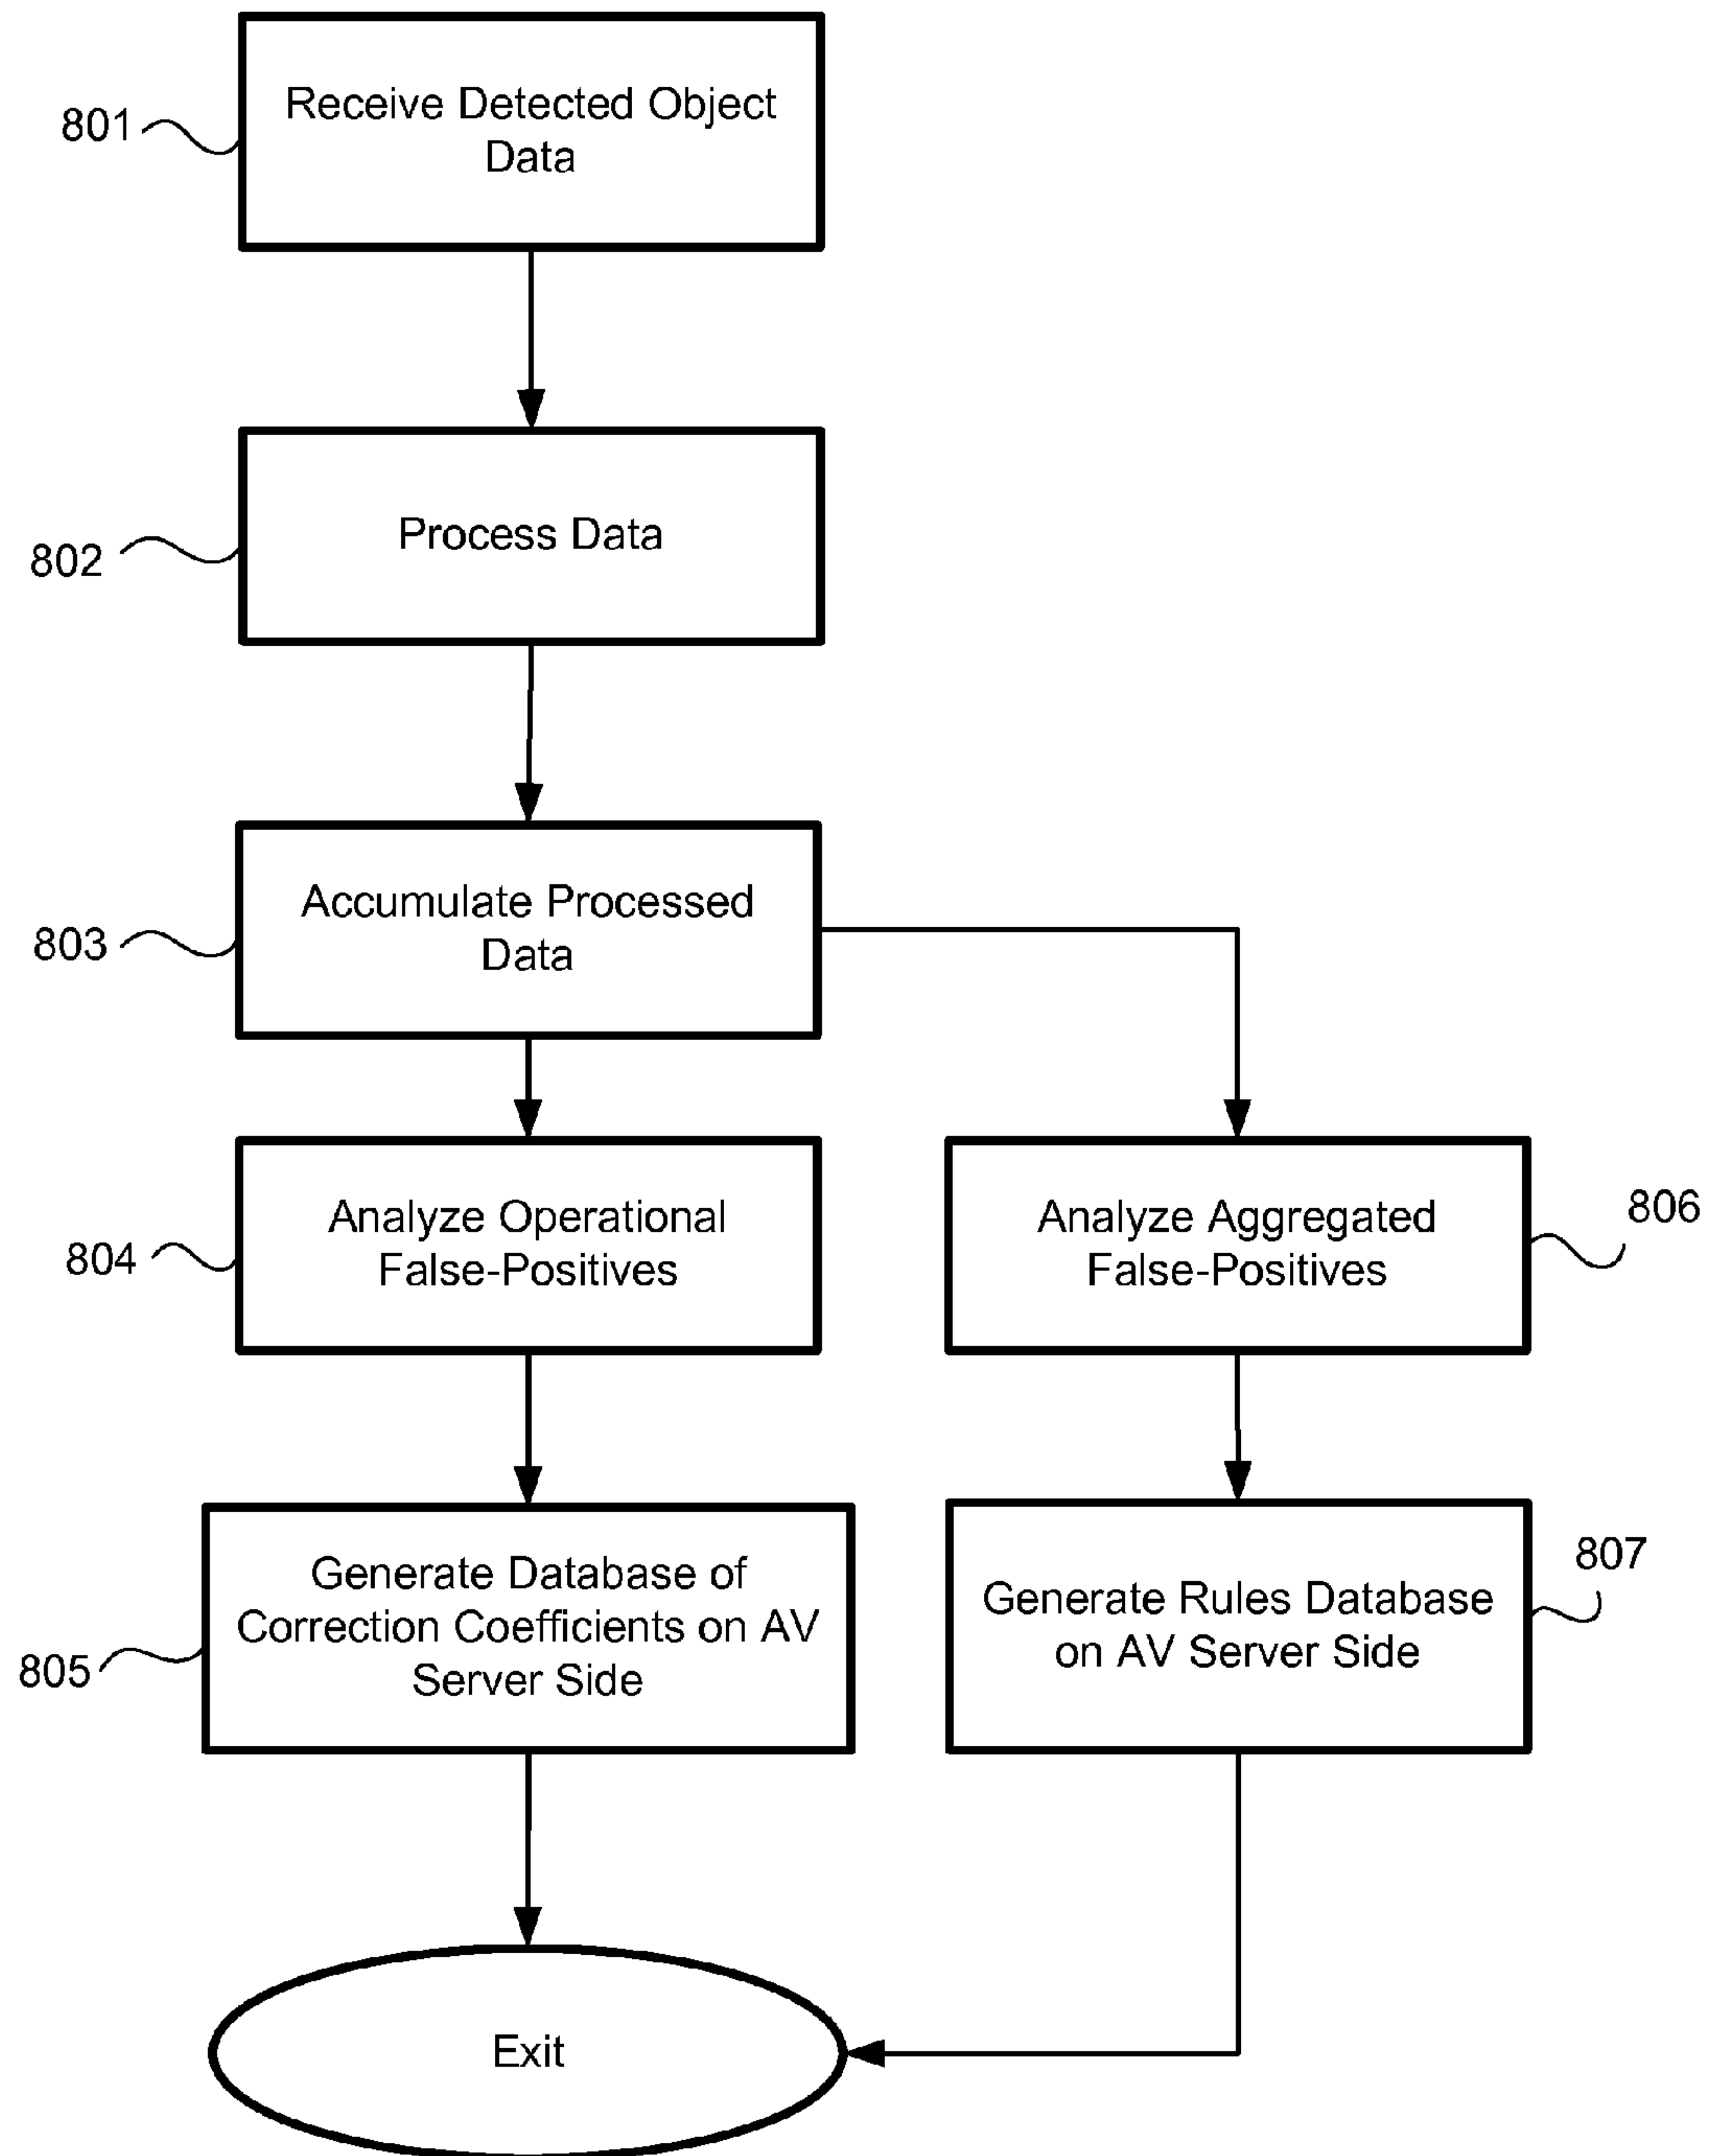 801
Receive Detected Object
Data
802
Process Data
803
Accumulate Processed
Data
804
Analyze Operational
False-Positives
Analyze Aggregated
False-Positives
806
805
Generate Database of
Correction Coefficients on AV
Server Side
Generate Rules Database
on AV Server Side
807
Exit